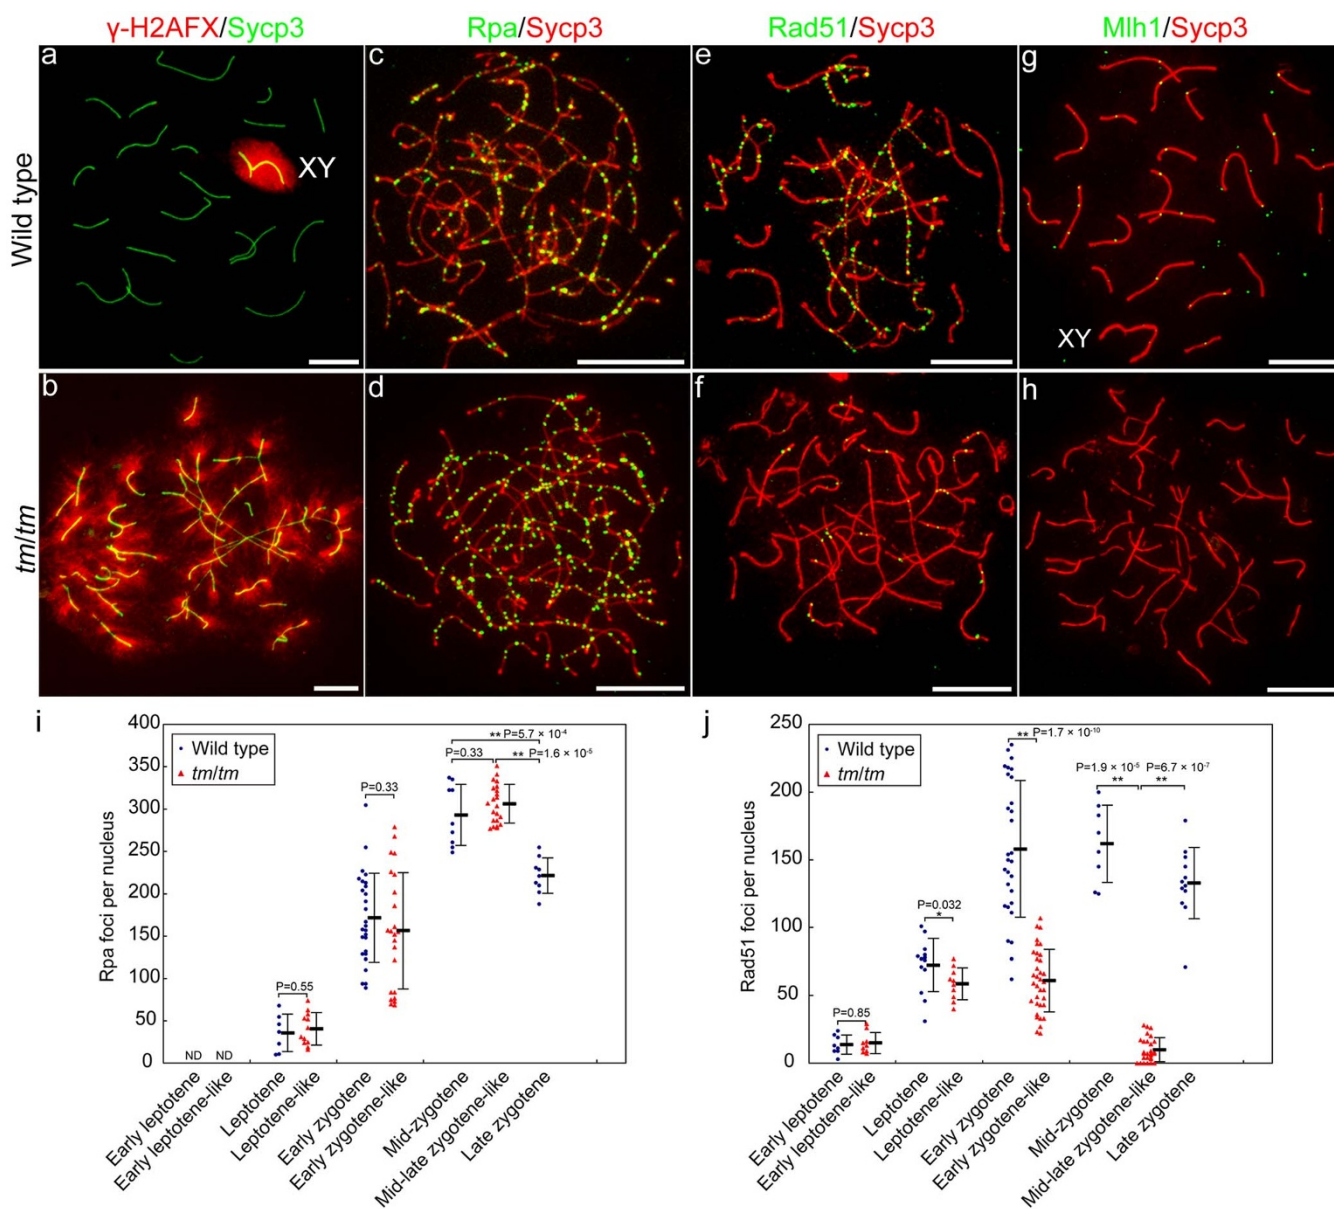 γ-H2AFX/Sycp3
Rpa/Sycp3
Rad51/Sycp3
Mlh1/Sycp3
Wild type
a
XY
c
e
g
XY
tm/tm
b
d
f
h
i
Rpa foci per nucleus
400
350
300
250
200
150
100
50
0
Wild type
tm/tm
ND
ND
P=0.55
P=0.33
P=0.33
** P=5.7 × 10⁻⁴
** P=1.6 × 10⁻⁵
Early leptotene
Early leptotene-like
Leptotene
Leptotene-like
Early zygotene
Early zygotene-like
Mid-zygotene
Mid-late zygotene-like
Late zygotene
j
Rad51 foci per nucleus
250
200
150
100
50
0
Wild type
tm/tm
P=0.85
P=0.032
*
** P=1.7 × 10⁻¹⁰
P=1.9 × 10⁻⁵
**
P=6.7 × 10⁻⁷
**
Early leptotene
Early leptotene-like
Leptotene
Leptotene-like
Early zygotene
Early zygotene-like
Mid-zygotene
Mid-late zygotene-like
Late zygotene